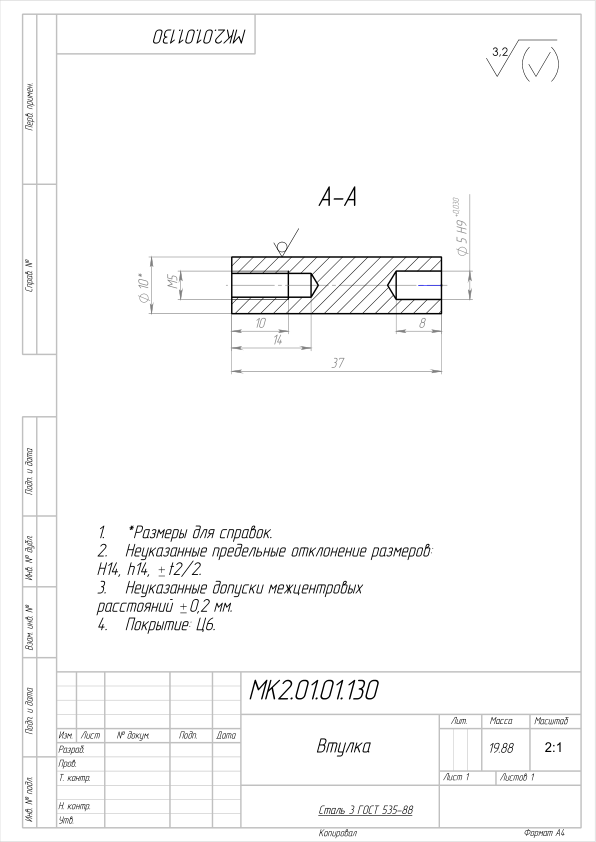 МК2.01.01.130
Перв. примен.
Справ. №
3,2
А-А
⌀ 5 H9 +0,030
⌀ 10*
М5
10
8
14
37
1. *Размеры для справок.
2. Неуказанные предельные отклонение размеров:
Н14, h14, ±t2/2.
3. Неуказанные допуски межцентровых
расстояний ±0,2 мм.
4. Покрытие: Ц6.
Подп. и дата
Инв. № дубл.
Взам. инв. №
Подп. и дата
Инв. № подл.
МК2.01.01.130
Изм. Лист № докум. Подп. Дата
Разраб.
Пров.
Т. контр.
Н. контр.
Утв.
Втулка
Лит. Масса Масштаб
19.88 2:1
Лист 1 Листов 1
Сталь 3 ГОСТ 535-88
Копировал Формат А4